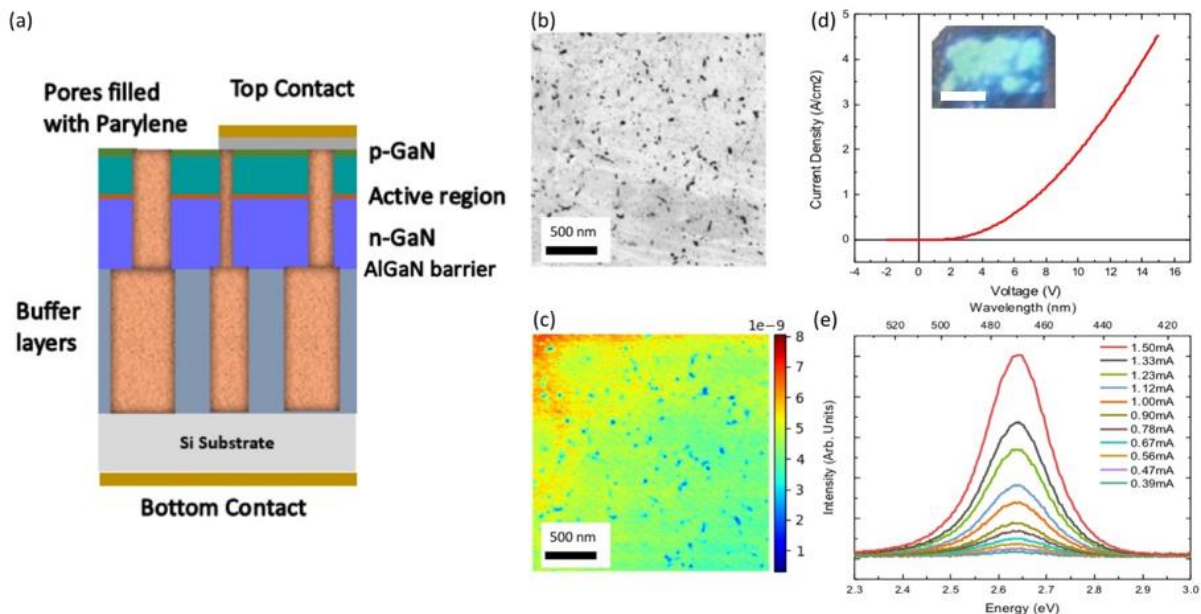 (a)
Pores filled
with Parylene
Top Contact
p-GaN
Active region
n-GaN
AlGaN barrier
Buffer
layers
Si Substrate
Bottom Contact
(b)
500 nm
(c)
1e-9
8
7
6
5
4
3
2
1
500 nm
(d)
Current Density (A/cm2)
5
4
3
2
1
0
-4 -2 0 2 4 6 8 10 12 14 16
Voltage (V)
Wavelength (nm)
(e)
520 500 480 460 440 420
Intensity (Arb. Units)
1.50mA
1.33mA
1.23mA
1.12mA
1.00mA
0.90mA
0.78mA
0.67mA
0.56mA
0.47mA
0.39mA
2.3 2.4 2.5 2.6 2.7 2.8 2.9 3.0
Energy (eV)